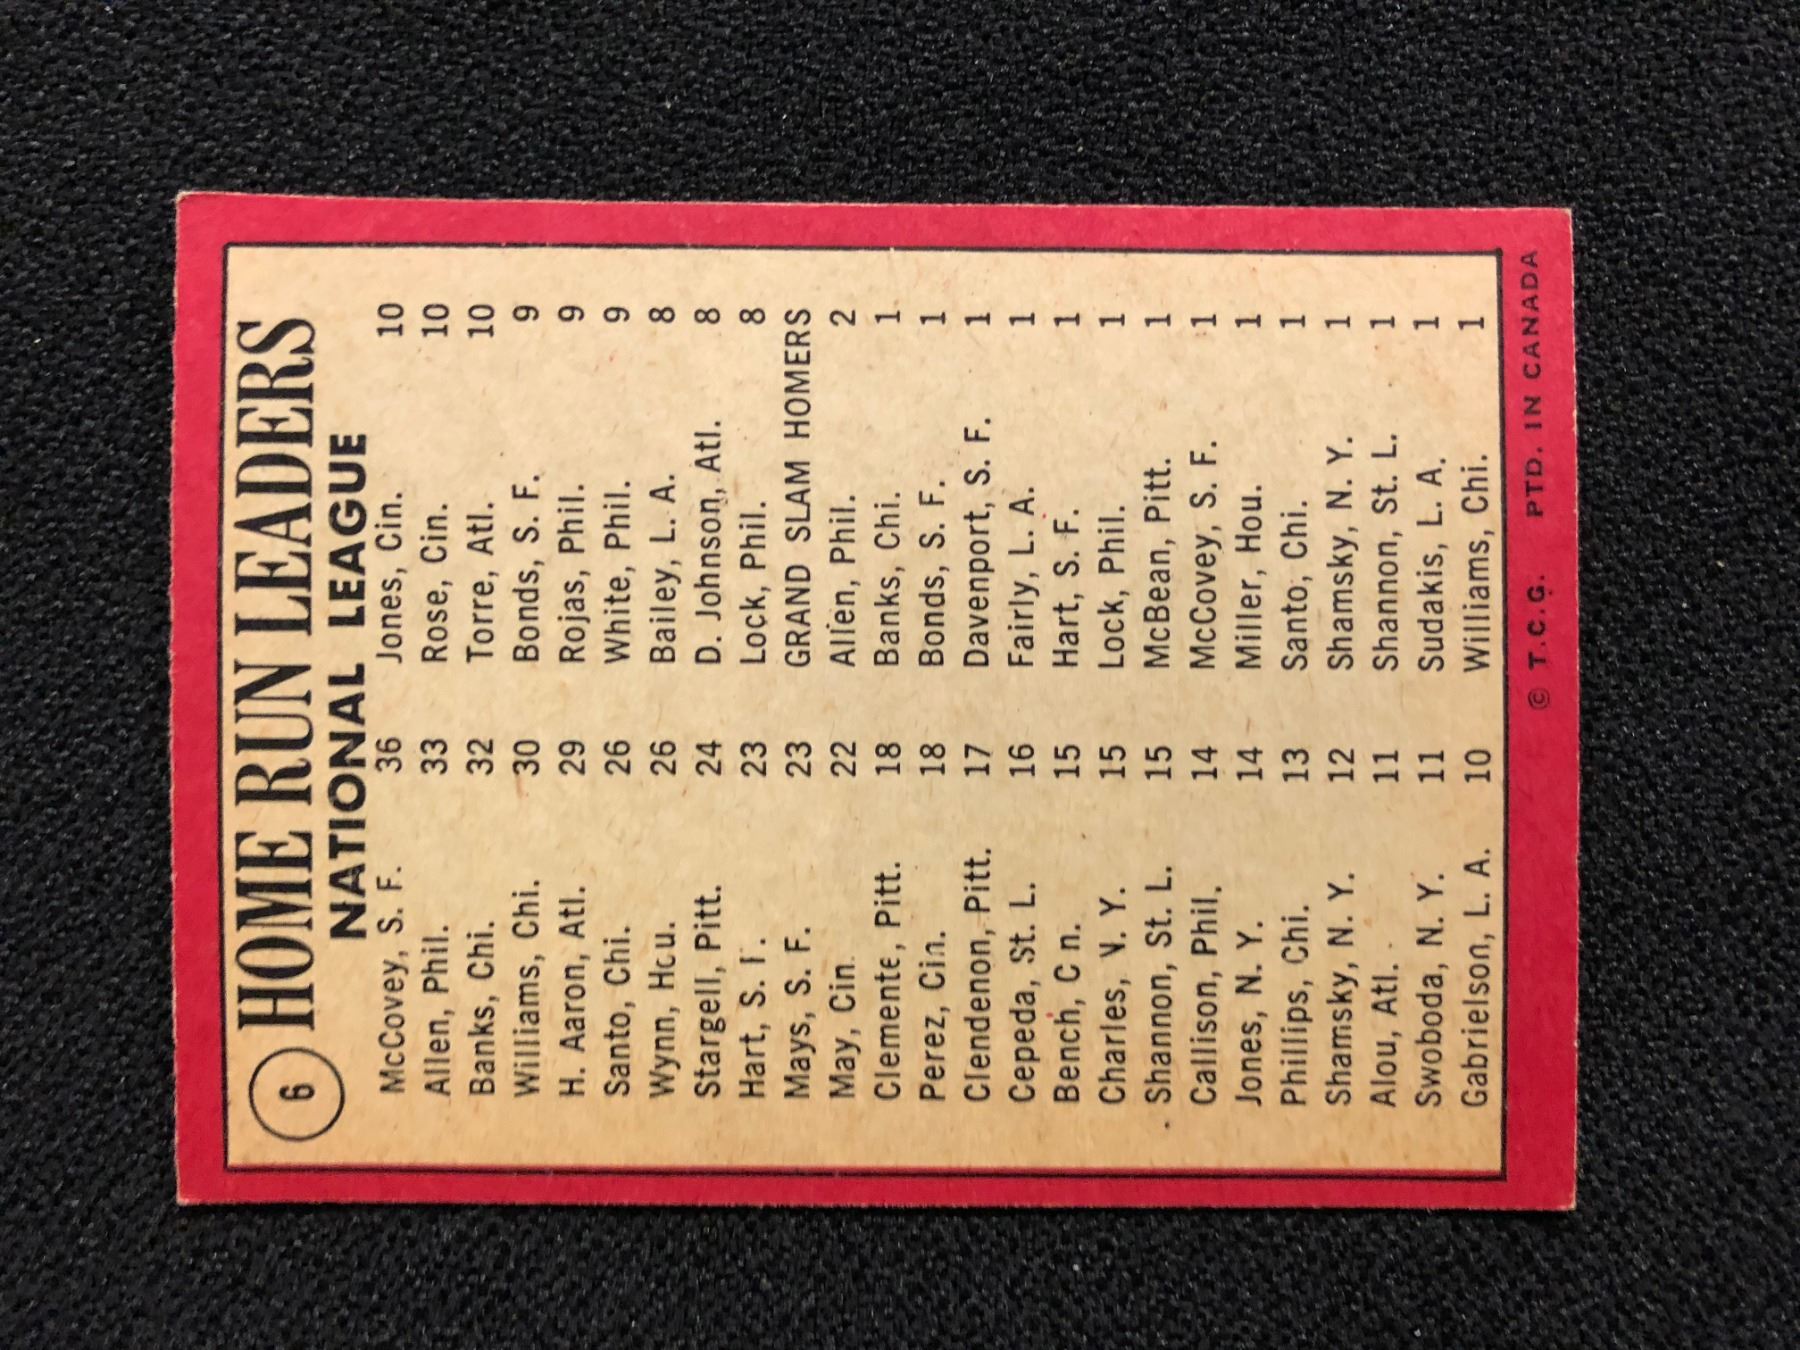 6 HOME RUN LEADERS
NATIONAL LEAGUE
McCovey, S. F. 36
Allen, Phil. 33
Banks, Chi. 32
Williams, Chi. 30
H. Aaron, Atl. 29
Santo, Chi. 26
Wynn, Hou. 26
Stargell, Pitt. 24
Hart, S. F. 23
Mays, S. F. 23
May, Cin. 22
Clemente, Pitt. 18
Perez, Cin. 18
Clendenon, Pitt. 17
Cepeda, St. L. 16
Bench, Cin. 15
Charles, N. Y. 15
Shannon, St. L. 15
Callison, Phil. 14
Jones, N. Y. 14
Phillips, Chi. 13
Shamsky, N. Y. 12
Alou, Atl. 11
Swoboda, N. Y. 11
Gabrielson, L. A. 10
Jones, Cin. 10
Rose, Cin. 10
Torre, Atl. 10
Bonds, S. F. 9
Rojas, Phil. 9
White, Phil. 9
Bailey, L. A. 8
D. Johnson, Atl. 8
Lock, Phil. 8
GRAND SLAM HOMERS
Allen, Phil. 2
Banks, Chi. 1
Bonds, S. F. 1
Davenport, S. F. 1
Fairly, L. A. 1
Hart, S. F. 1
Lock, Phil. 1
McBean, Pitt. 1
McCovey, S. F. 1
Miller, Hou. 1
Santo, Chi. 1
Shamsky, N. Y. 1
Shannon, St. L. 1
Sudakis, L. A. 1
Williams, Chi. 1
© T.C.G. PTD. IN CANADA